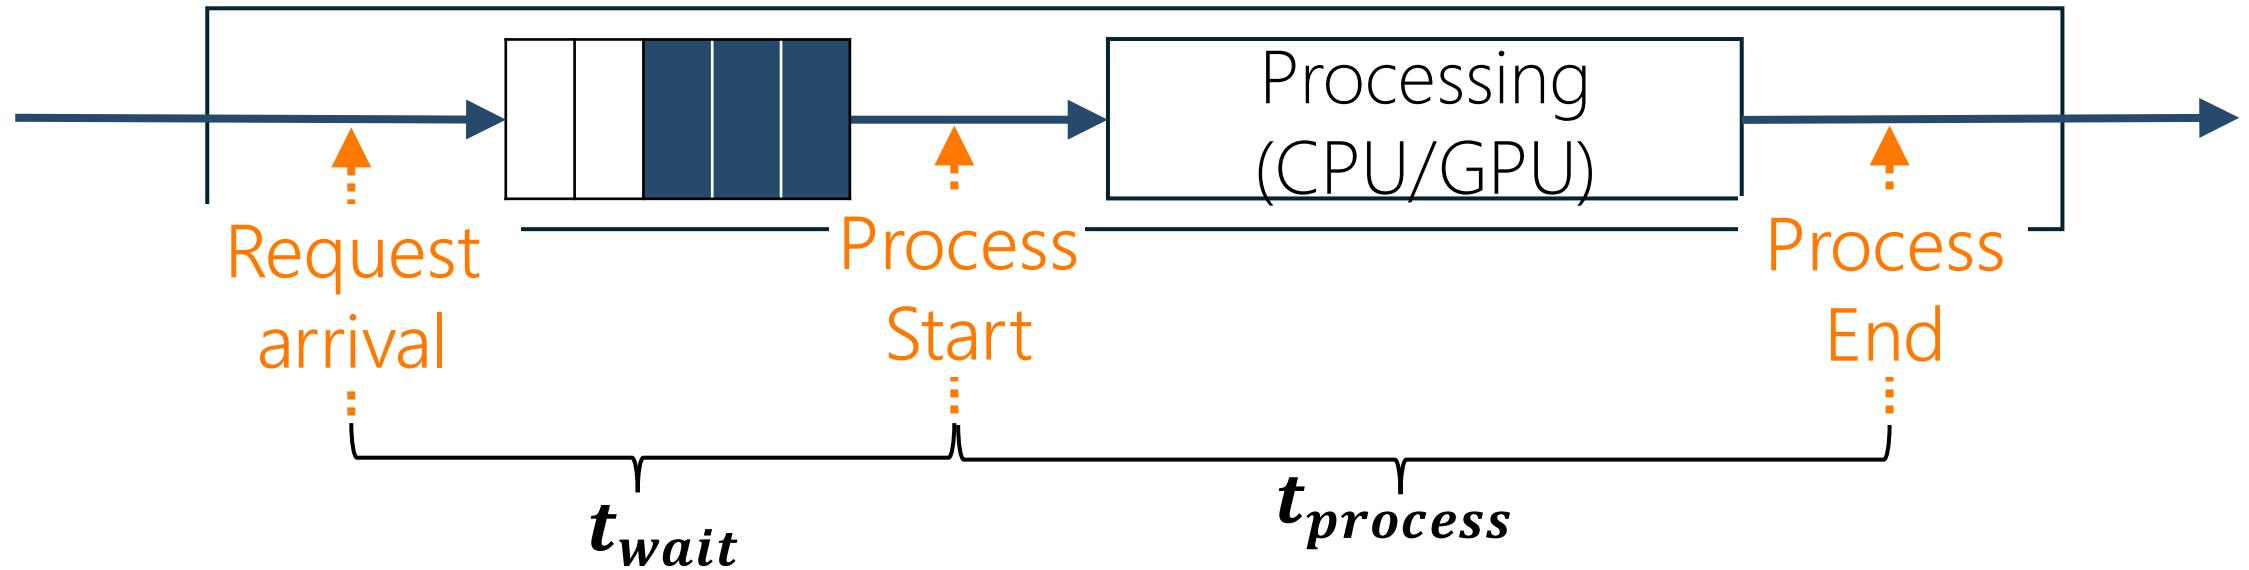 Processing
(CPU/GPU)
Request
arrival
Process
Start
Process
End
t_wait
t_process